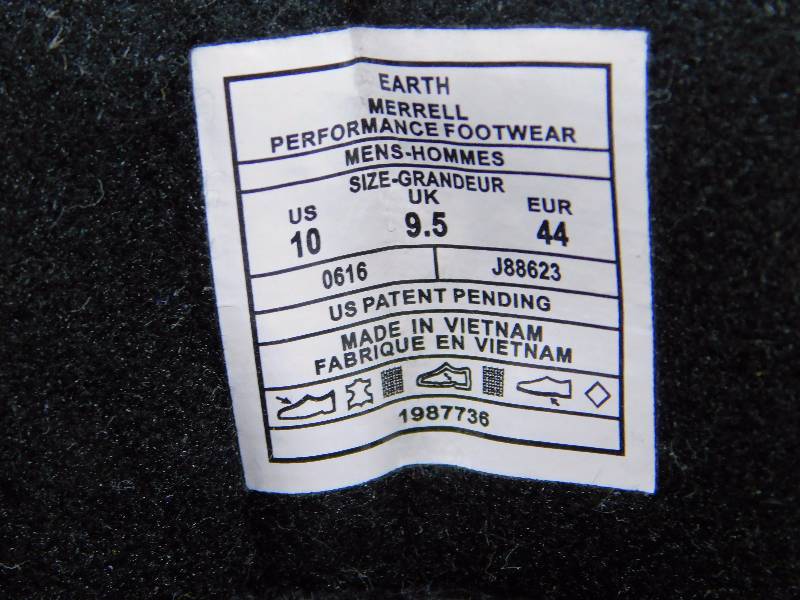 EARTH
MERRELL
PERFORMANCE FOOTWEAR
MENS-HOMMES
SIZE-GRANDEUR
US UK EUR
10 9.5 44
0616 J88623
US PATENT PENDING
MADE IN VIETNAM
FABRIQUE EN VIETNAM
1987736